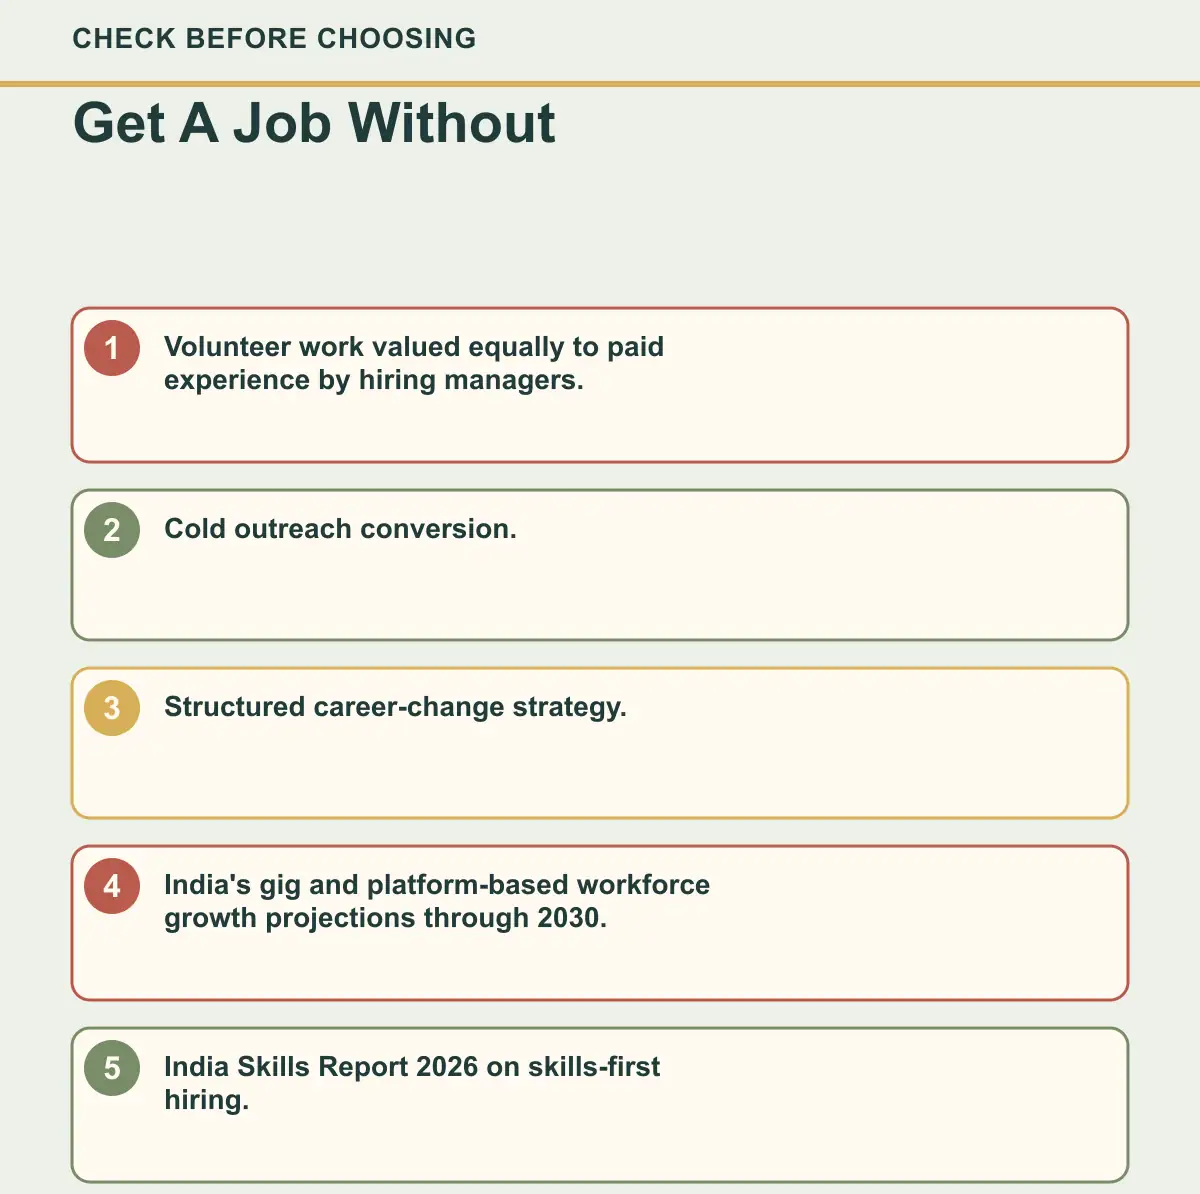 CHECK BEFORE CHOOSING
Get A Job Without
1
Volunteer work valued equally to paid
experience by hiring managers.
2
Cold outreach conversion.
3
Structured career-change strategy.
4
India's gig and platform-based workforce
growth projections through 2030.
5
India Skills Report 2026 on skills-first
hiring.